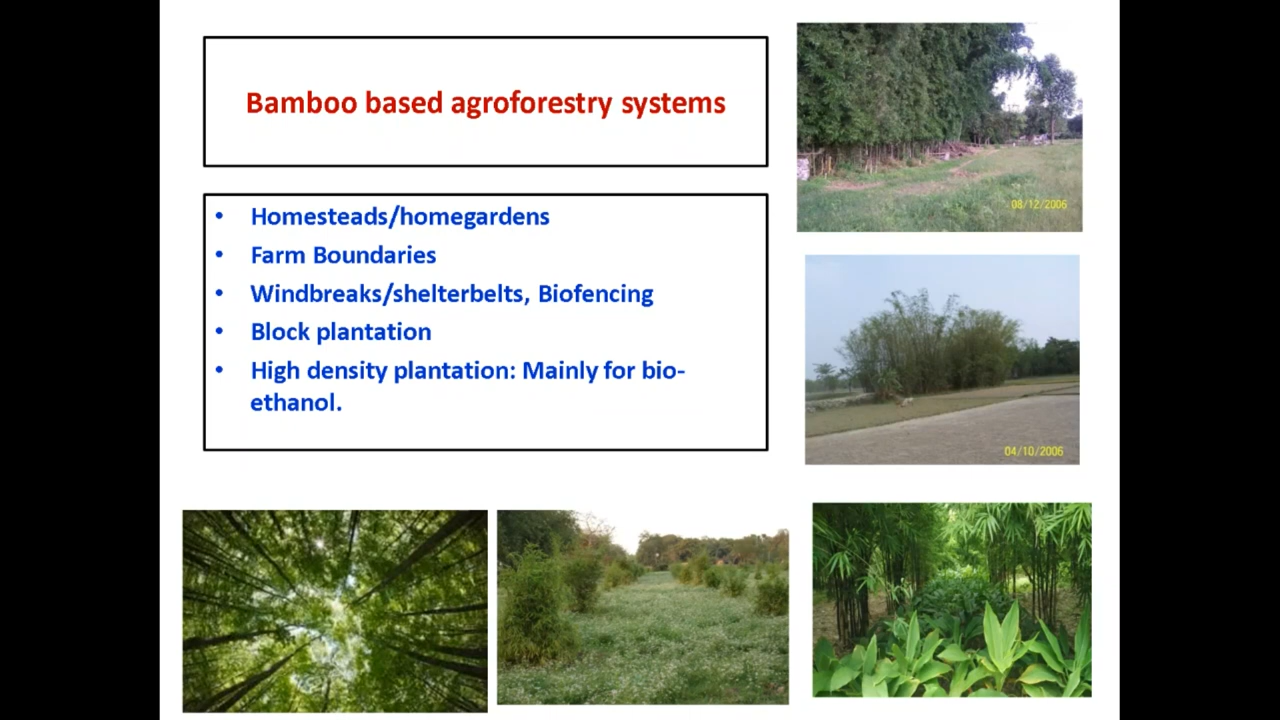 Bamboo based agroforestry systems
• Homesteads/homegardens
• Farm Boundaries
• Windbreaks/shelterbelts, Biofencing
• Block plantation
• High density plantation: Mainly for bio-
ethanol.
08/12/2006
04/10/2006